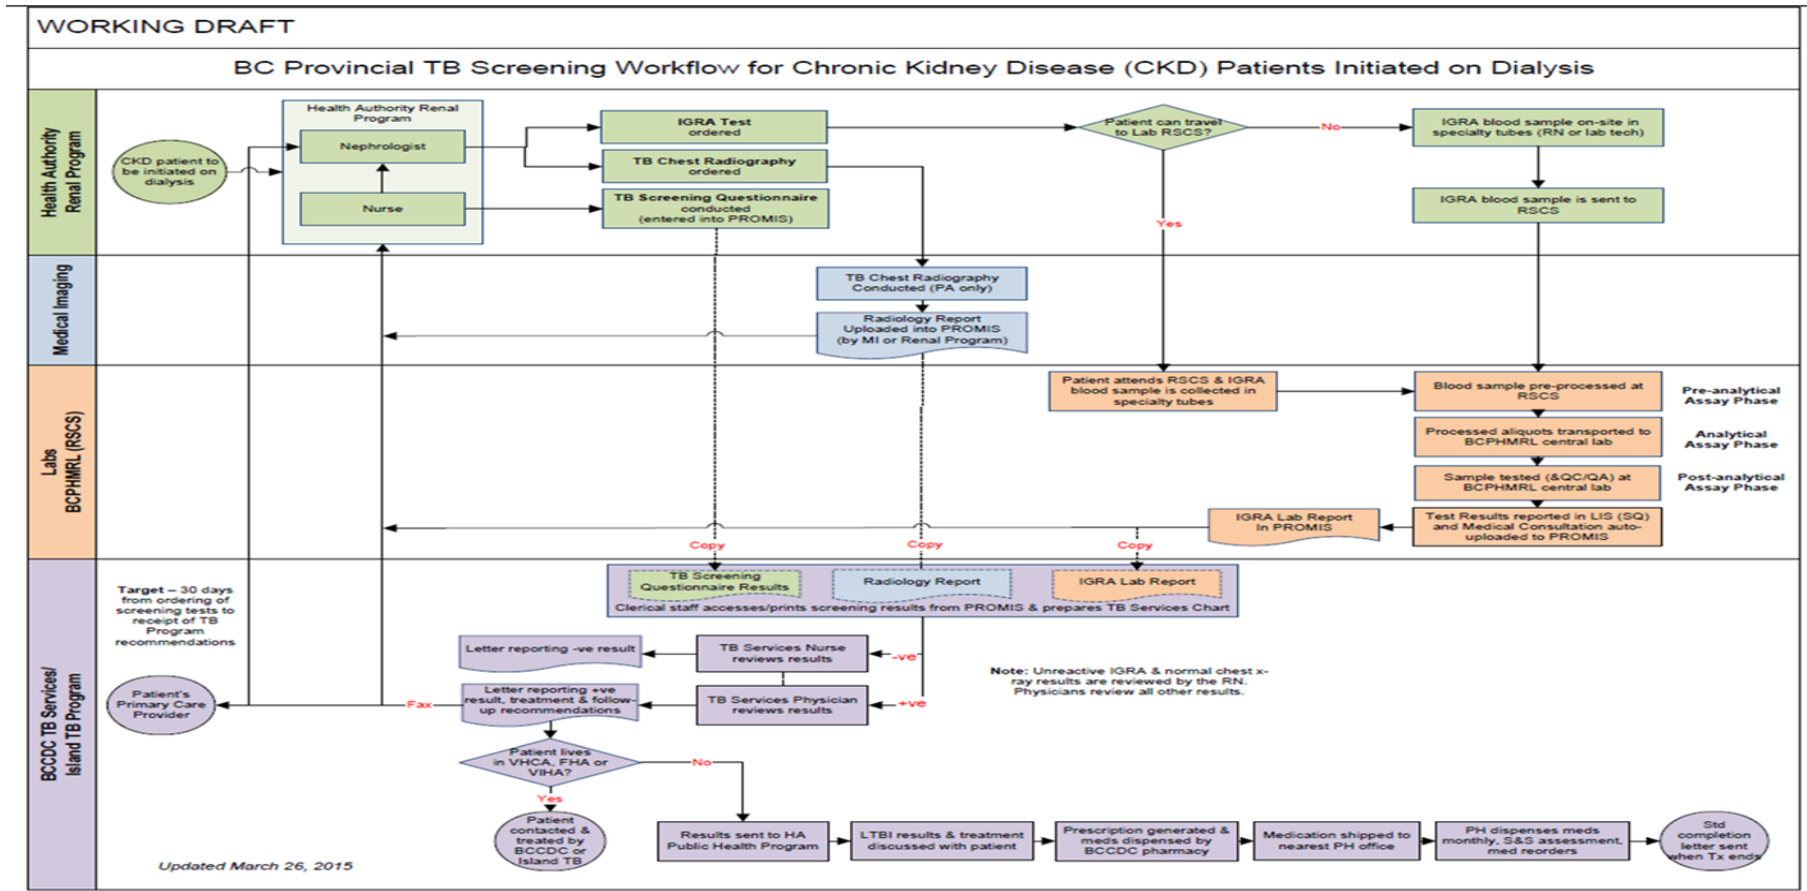 WORKING DRAFT
BC Provincial TB Screening Workflow for Chronic Kidney Disease (CKD) Patients Initiated on Dialysis
Health Authority
Renal Program
CKD patient to
be initiated on
dialysis
Health Authority Renal
Program
Nephrologist
Nurse
IGRA Test
ordered
TB Chest Radiography
ordered
TB Screening Questionnaire
conducted
(entered into PROMIS)
Patient can travel
to Lab RSCS?
No
Yes
IGRA blood sample on-site in
specialty tubes (RN or lab tech)
IGRA blood sample is sent to
RSCS
Medical Imaging
TB Chest Radiography
Conducted (PA only)
Radiology Report
Uploaded into PROMIS
(by MI or Renal Program)
Labs
BCPHMRL (RSCS)
Patient attends RSCS & IGRA
blood sample is collected in
specialty tubes
Blood sample pre-processed at
RSCS
Pre-analytical
Assay Phase
Processed aliquots transported to
BCPHMRL central lab
Analytical
Assay Phase
Sample tested (&QC/QA) at
BCPHMRL central lab
Post-analytical
Assay Phase
Test Results reported in LIS (SQ)
and Medical Consultation auto-
uploaded to PROMIS
IGRA Lab Report
In PROMIS
Copy
Copy
Copy
BCCDC TB Services/
Island TB Program
Target – 30 days
from ordering of
screening tests to
receipt of TB
Program
recommendations
TB Screening
Questionnaire Results
Radiology Report
IGRA Lab Report
Clerical staff accesses/prints screening results from PROMIS & prepares TB Services Chart
Letter reporting -ve result
TB Services Nurse
reviews results
-ve
Note: Unreactive IGRA & normal chest x-
ray results are reviewed by the RN.
Physicians review all other results.
Patient's
Primary Care
Provider
Fax
Letter reporting +ve
result, treatment & follow-
up recommendations
TB Services Physician
reviews results
+ve
Patient lives
in VHCA, FHA or
VIHA?
No
Yes
Patient
contacted &
treated by
BCCDC or
Island TB
Results sent to HA
Public Health Program
LTBI results & treatment
discussed with patient
Prescription generated &
meds dispensed by
BCCDC pharmacy
Medication shipped to
nearest PH office
PH dispenses meds
monthly, S&S assessment,
med reorders
Std
completion
letter sent
when Tx ends
Updated March 26, 2015